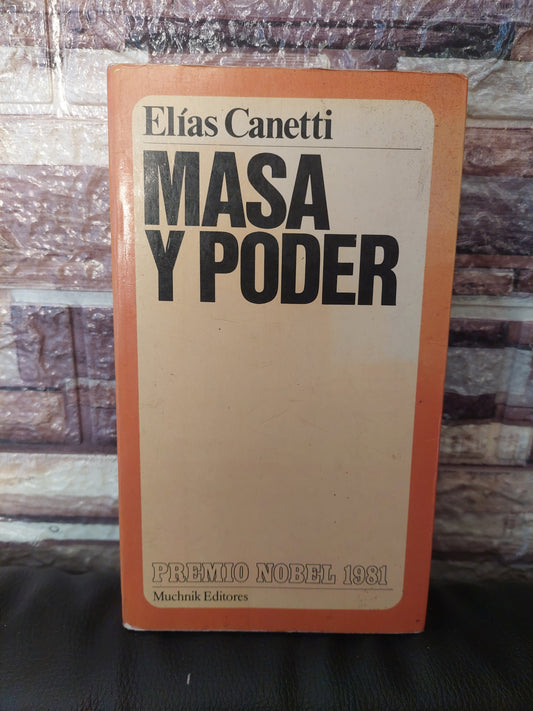 Elías Canetti
MASA
Y PODER
PREMIO NOBEL 1981
Muchnik Editores